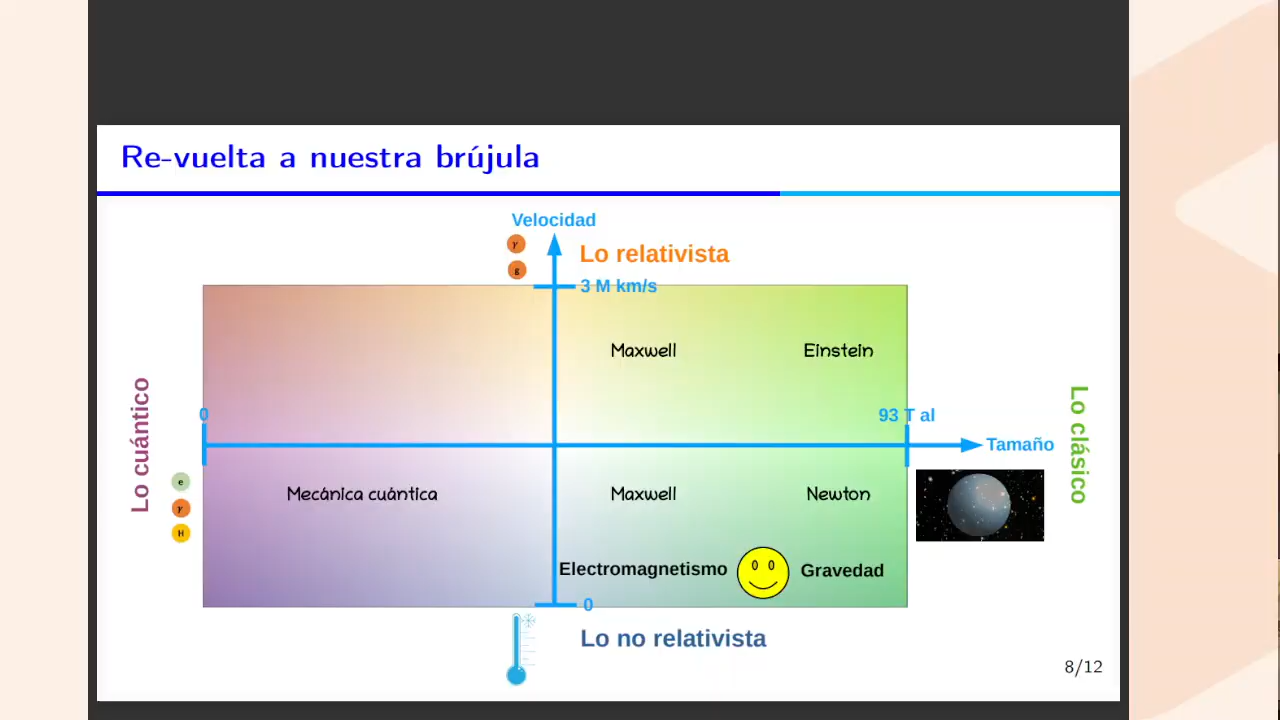 Re-vuelta a nuestra brújula
Velocidad
γ
g
Lo relativista
3 M km/s
Maxwell
Einstein
Lo cuántico
0
93 T al
Tamaño
Lo clásico
e
γ
H
Mecánica cuántica
Maxwell
Newton
Electromagnetismo
Gravedad
0
Lo no relativista
8/12